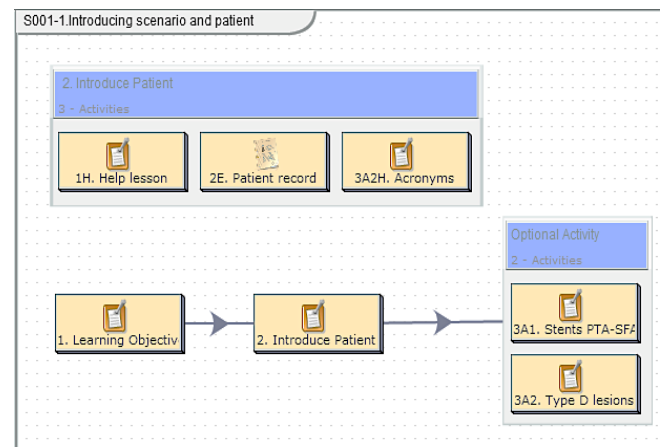 S001-1.Introducing scenario and patient
2. Introduce Patient
3 - Activities
1H. Help lesson
2E. Patient record
3A2H. Acronyms
Optional Activity
2 - Activities
1. Learning Objectiv
2. Introduce Patient
3A1. Stents PTA-SFA
3A2. Type D lesions